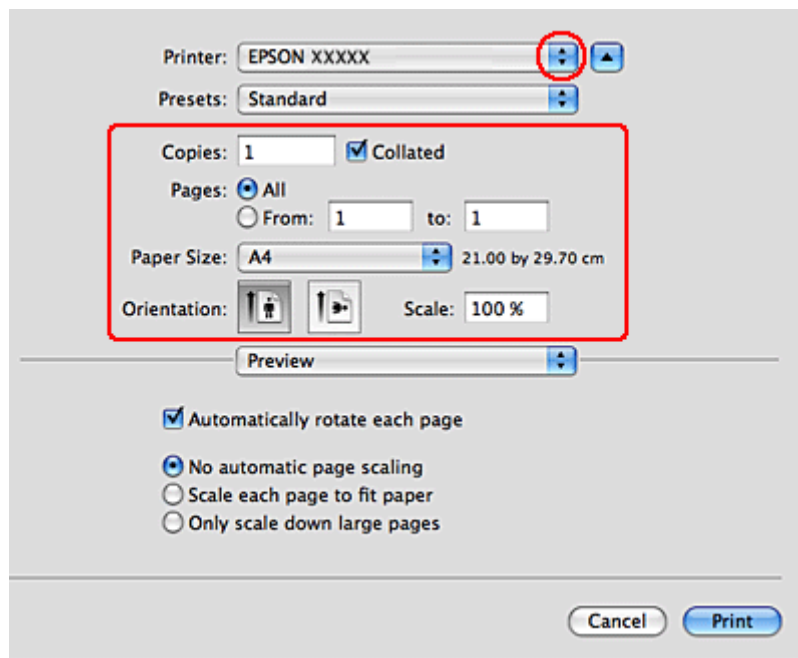 Printer: EPSON XXXXX
Presets: Standard
Copies: 1 Collated
Pages: All
From: 1 to: 1
Paper Size: A4 21.00 by 29.70 cm
Orientation: Scale: 100 %
Preview
Automatically rotate each page
No automatic page scaling
Scale each page to fit paper
Only scale down large pages
Cancel Print